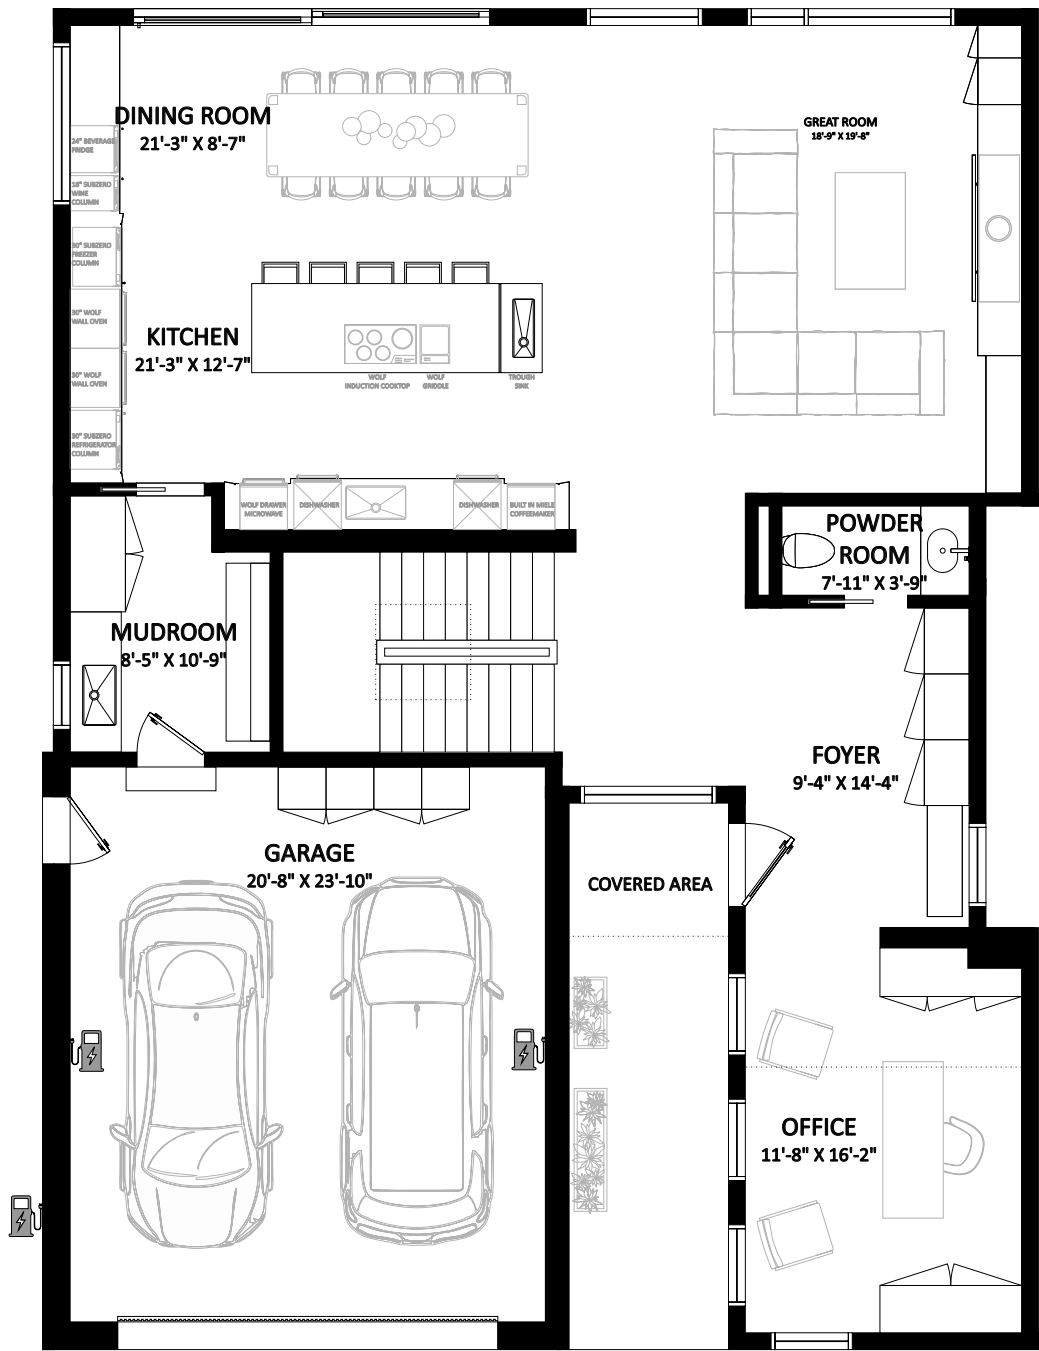 DINING ROOM
21'-3" X 8'-7"
GREAT ROOM
18'-9" X 19'-8"
24" BEVERAGE
FRIDGE
18" SUBZERO
WINE
COLUMN
30" SUBZERO
FREEZER
COLUMN
30" WOLF
WALL OVEN
KITCHEN
21'-3" X 12'-7"
30" WOLF
WALL OVEN
WOLF
INDUCTION COOKTOP
WOLF
GRIDDLE
TROUGH
SINK
30" SUBZERO
REFRIGERATOR
COLUMN
WOLF DRAWER
MICROWAVE
DISHWASHER
DISHWASHER
BUILT IN MIELE
COFFEEMAKER
POWDER
ROOM
7'-11" X 3'-9"
MUDROOM
8'-5" X 10'-9"
FOYER
9'-4" X 14'-4"
GARAGE
20'-8" X 23'-10"
COVERED AREA
OFFICE
11'-8" X 16'-2"